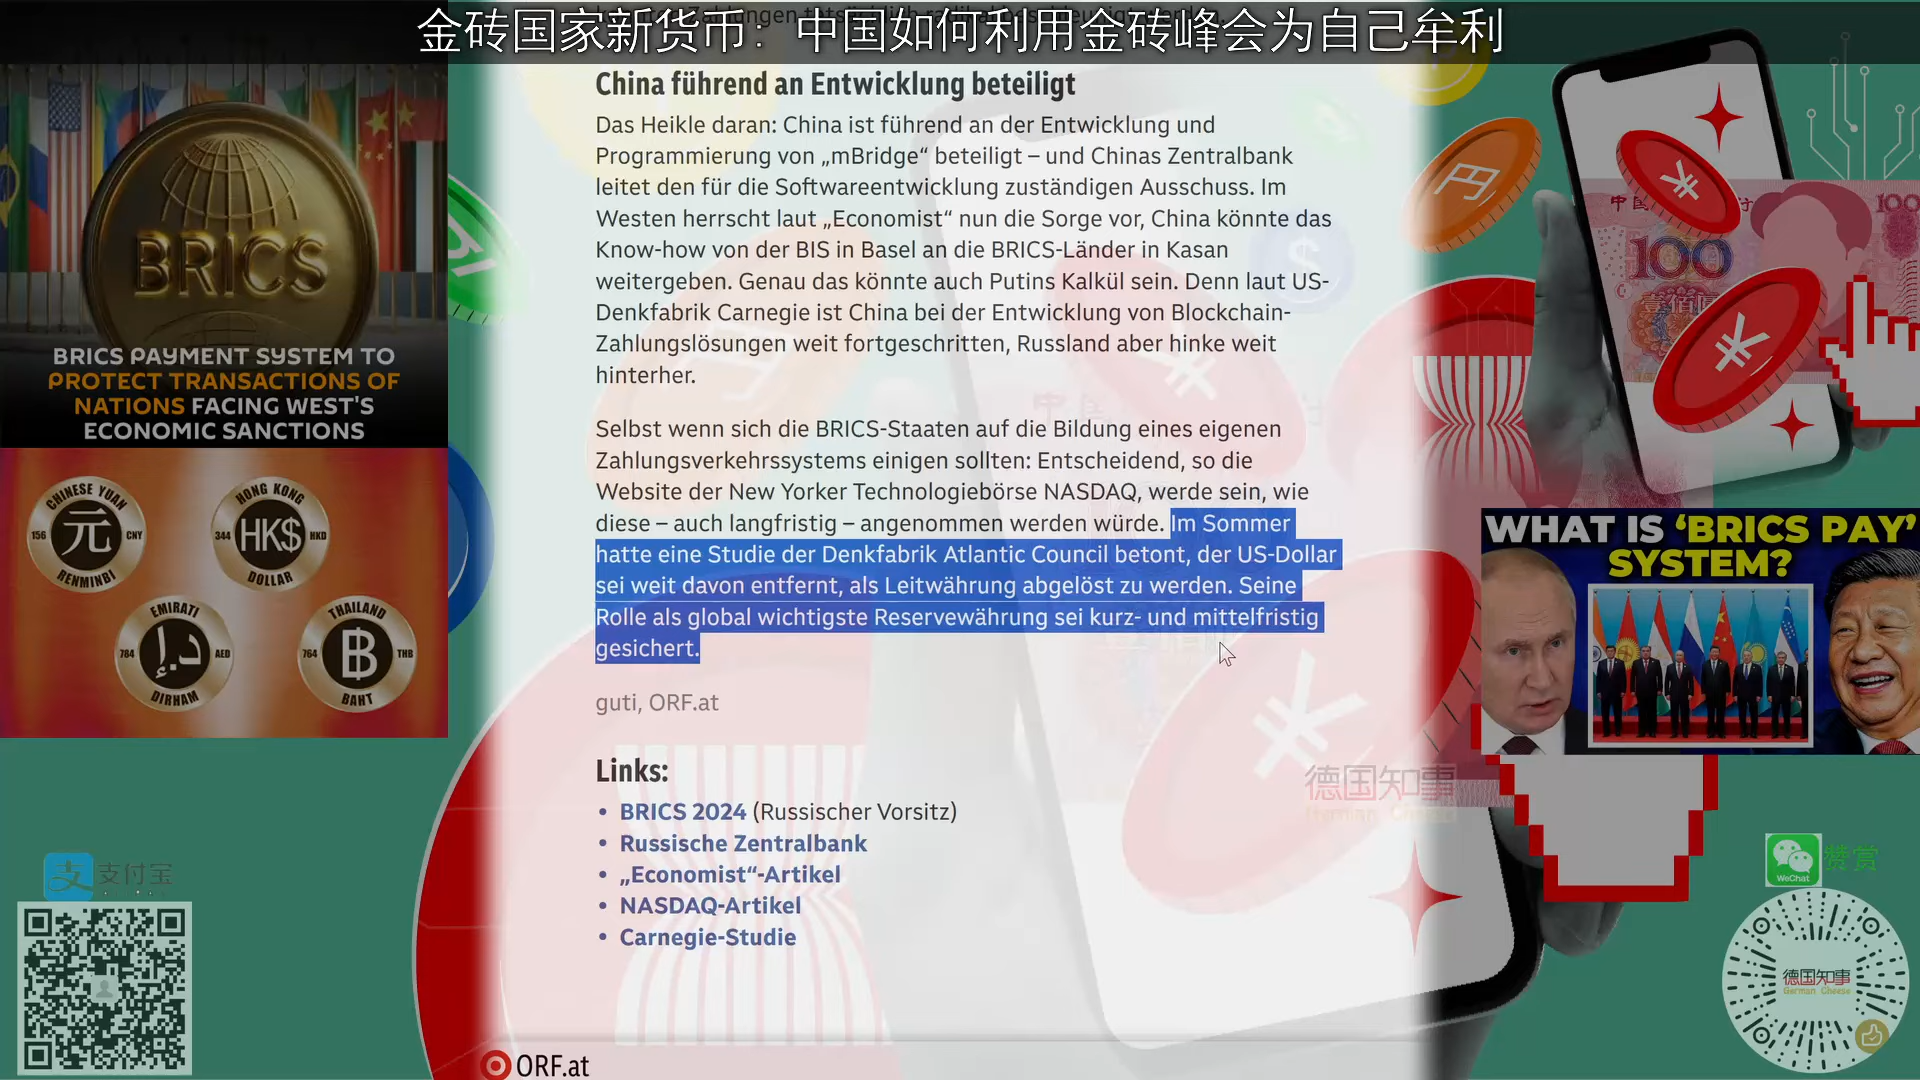 金砖国家新货币：中国如何利用金砖峰会为自己牟利
China führend an Entwicklung beteiligt
Das Heikle daran: China ist führend an der Entwicklung und
Programmierung von „mBridge“ beteiligt – und Chinas Zentralbank
leitet den für die Softwareentwicklung zuständigen Ausschuss. Im
Westen herrscht laut „Economist“ nun die Sorge vor, China könnte das
Know-how von der BIS in Basel an die BRICS-Länder in Kasan
weitergeben. Genau das könnte auch Putins Kalkül sein. Denn laut US-
Denkfabrik Carnegie ist China bei der Entwicklung von Blockchain-
Zahlungslösungen weit fortgeschritten, Russland aber hinke weit
hinterher.
Selbst wenn sich die BRICS-Staaten auf die Bildung eines eigenen
Zahlungsverkehrssystems einigen sollten: Entscheidend, so die
Website der New Yorker Technologiebörse NASDAQ, werde sein, wie
diese – auch langfristig – angenommen werden würde. Im Sommer
hatte eine Studie der Denkfabrik Atlantic Council betont, der US-Dollar
sei weit davon entfernt, als Leitwährung abgelöst zu werden. Seine
Rolle als global wichtigste Reservewährung sei kurz- und mittelfristig
gesichert.
guti, ORF.at
Links:
• BRICS 2024 (Russischer Vorsitz)
• Russische Zentralbank
• „Economist“-Artikel
• NASDAQ-Artikel
• Carnegie-Studie
ORF.at
BRICS
BRICS PAYMENT SYSTEM TO
PROTECT TRANSACTIONS OF
NATIONS FACING WEST'S
ECONOMIC SANCTIONS
CHINESE YUAN
156 元 CNY
RENMINBI
HONG KONG
344 HK$ HKD
DOLLAR
EMIRATI
784 د.إ AED
DIRHAM
THAILAND
764 ฿ THB
BAHT
支付宝
100
100
WHAT IS ‘BRICS PAY’
SYSTEM?
德国知事
German Cheese
WeChat
赞赏
德国知事
German Cheese